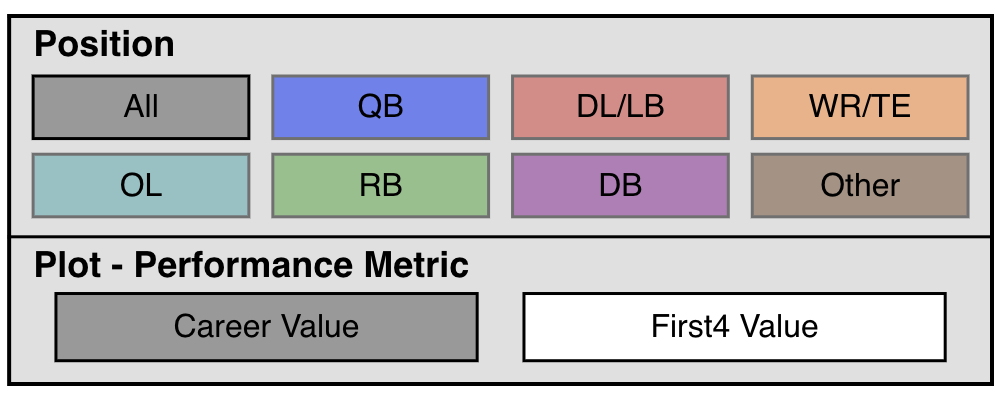 Position
All QB DL/LB WR/TE
OL RB DB Other
Plot - Performance Metric
Career Value First4 Value